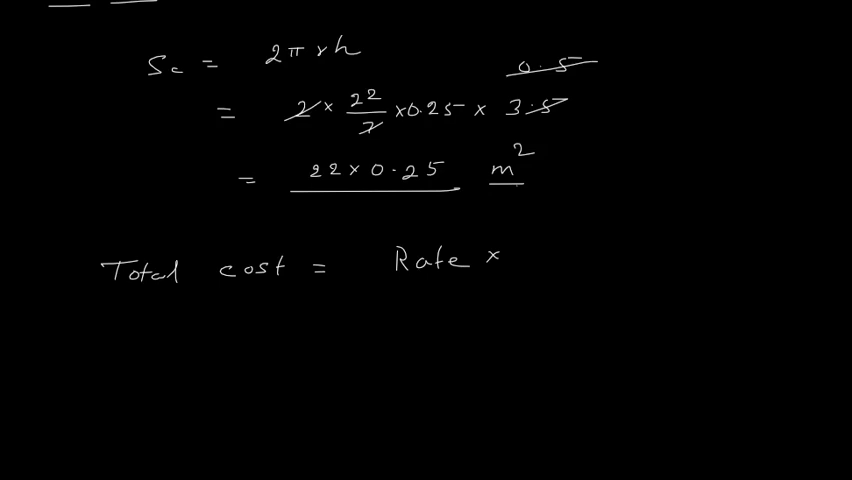 0.5
Sc = 2πrh
= 2 × 22/7 × 0.25 × 3.5
= 22 × 0.25 m²
Total cost = Rate ×